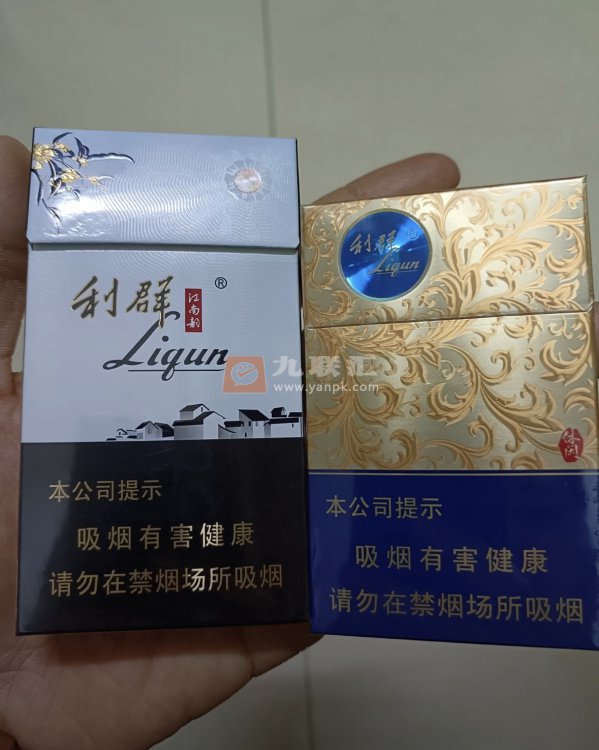 利群
江南韵
®
Liqun
本公司提示
吸烟有害健康
请勿在禁烟场所吸烟
利群
Liqun
休闲
本公司提示
吸烟有害健康
请勿在禁烟场所吸烟
九联汇
www.yanpk.com